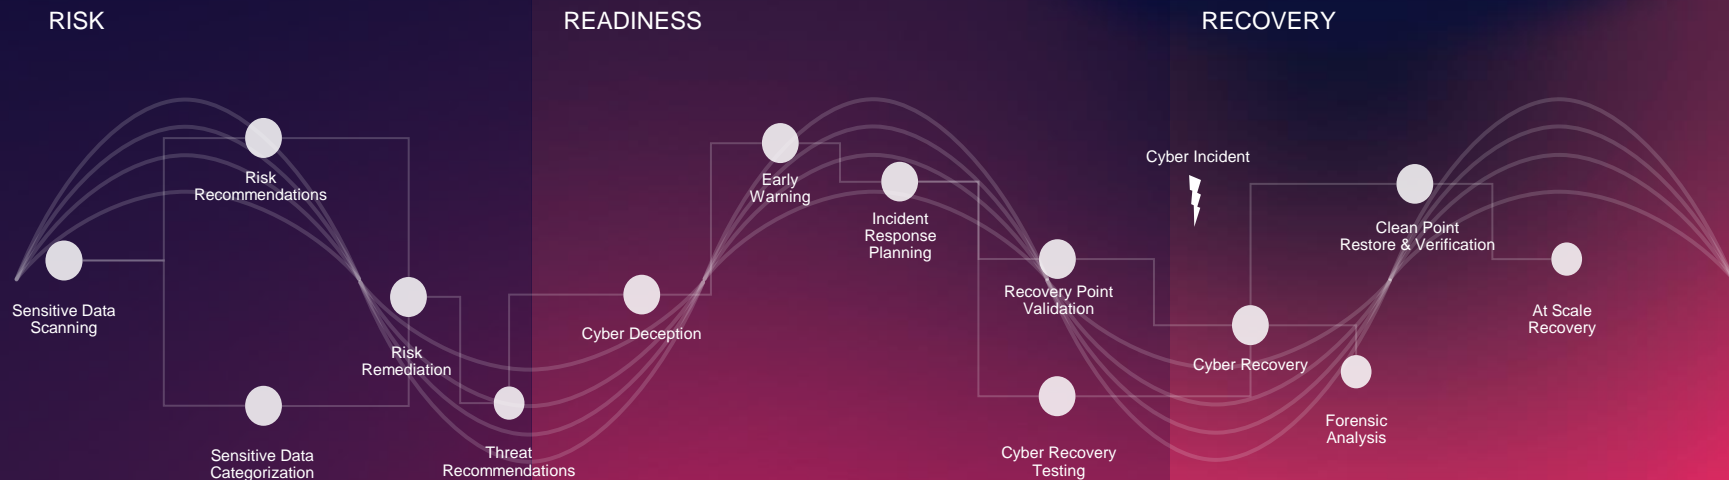 RISK
READINESS
RECOVERY
Risk
Recommendations
Sensitive Data
Scanning
Risk
Remediation
Sensitive Data
Categorization
Threat
Recommendations
Cyber Deception
Early
Warning
Incident
Response
Planning
Recovery Point
Validation
Cyber Recovery
Testing
Cyber Incident
Cyber Recovery
Clean Point
Restore & Verification
Forensic
Analysis
At Scale
Recovery